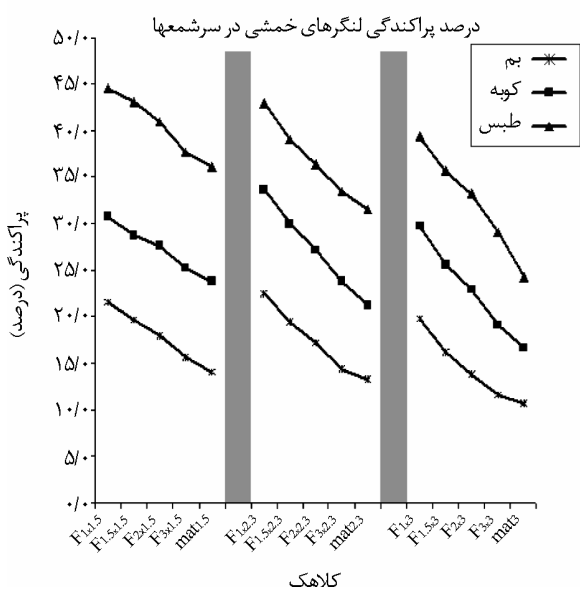 درصد پراکندگی لنگرهای خمشی در سرشمعها
بم
کوبه
طبس
پراکندگی (درصد)
۵۰/۰
۴۵/۰
۴۰/۰
۳۵/۰
۳۰/۰
۲۵/۰
۲۰/۰
۱۵/۰
۱۰/۰
۵/۰
۰/۰
F1x1.5
F1.5x1.5
F2x1.5
F3x1.5
mat1.5
F1x2.3
F1.5x2.3
F2x2.3
F3x2.3
mat2.3
F1x3
F1.5x3
F2x3
F3x3
mat3
کلاهک